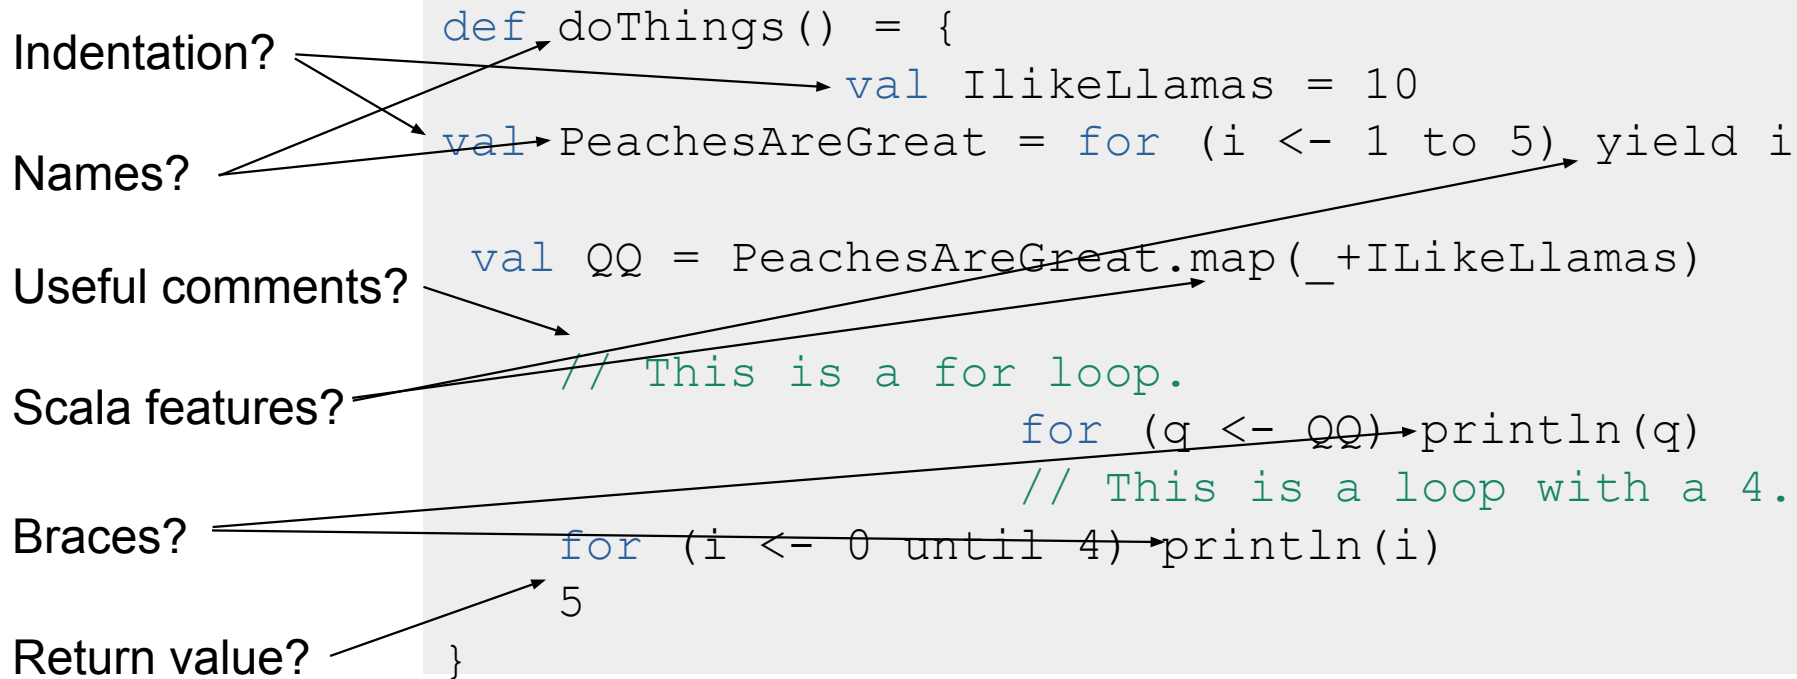 Indentation?
Names?
Useful comments?
Scala features?
Braces?
Return value?
def doThings() = {
val IlikeLlamas = 10
val PeachesAreGreat = for (i <- 1 to 5) yield i
val QQ = PeachesAreGreat.map(_+ILikeLlamas)
// This is a for loop.
for (q <- QQ) println(q)
// This is a loop with a 4.
for (i <- 0 until 4) println(i)
5
}